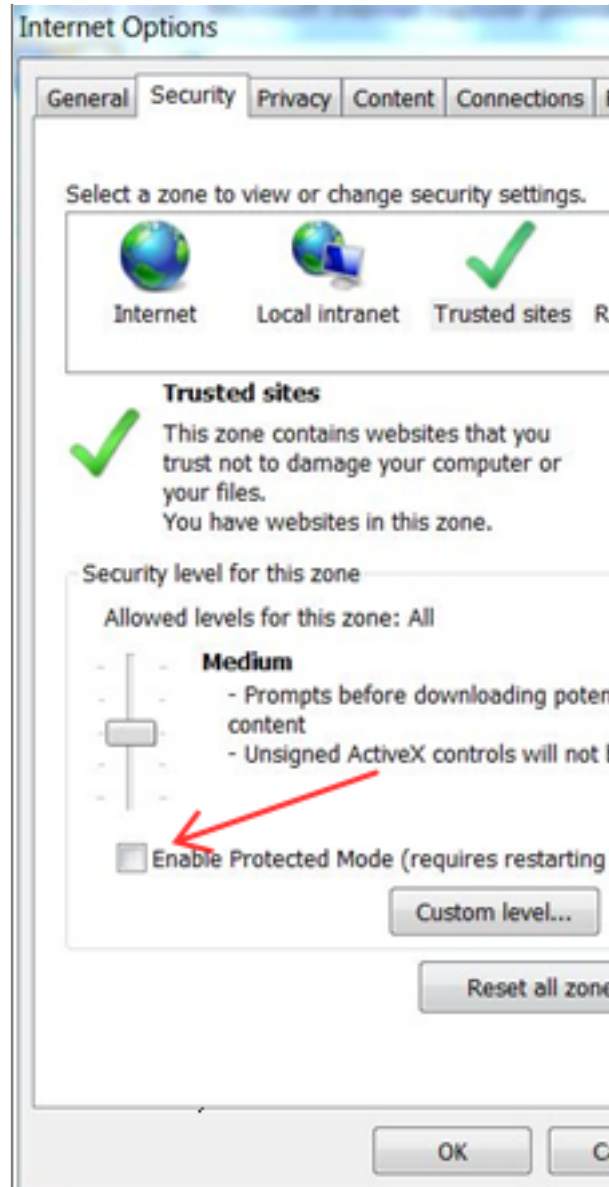 Internet Options
General Security Privacy Content Connections
Select a zone to view or change security settings.
Internet Local intranet Trusted sites
Trusted sites
This zone contains websites that you
trust not to damage your computer or
your files.
You have websites in this zone.
Security level for this zone
Allowed levels for this zone: All
Medium
- Prompts before downloading poten
content
- Unsigned ActiveX controls will not
Enable Protected Mode (requires restarting
Custom level...
Reset all zone
OK